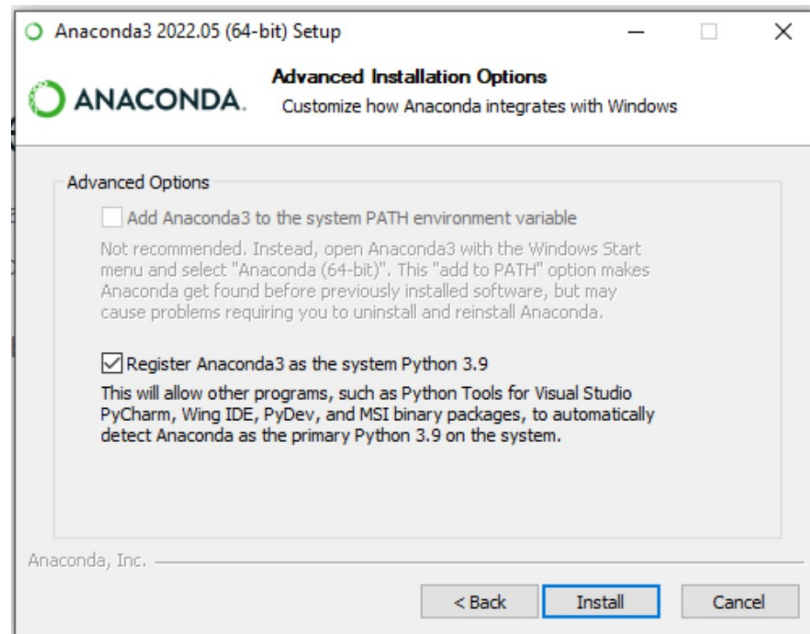 Anaconda3 2022.05 (64-bit) Setup
Advanced Installation Options
ANACONDA.
Customize how Anaconda integrates with Windows
Advanced Options
Add Anaconda3 to the system PATH environment variable
Not recommended. Instead, open Anaconda3 with the Windows Start
menu and select "Anaconda (64-bit)". This "add to PATH" option makes
Anaconda get found before previously installed software, but may
cause problems requiring you to uninstall and reinstall Anaconda.
Register Anaconda3 as the system Python 3.9
This will allow other programs, such as Python Tools for Visual Studio
PyCharm, Wing IDE, PyDev, and MSI binary packages, to automatically
detect Anaconda as the primary Python 3.9 on the system.
Anaconda, Inc.
< Back
Install
Cancel